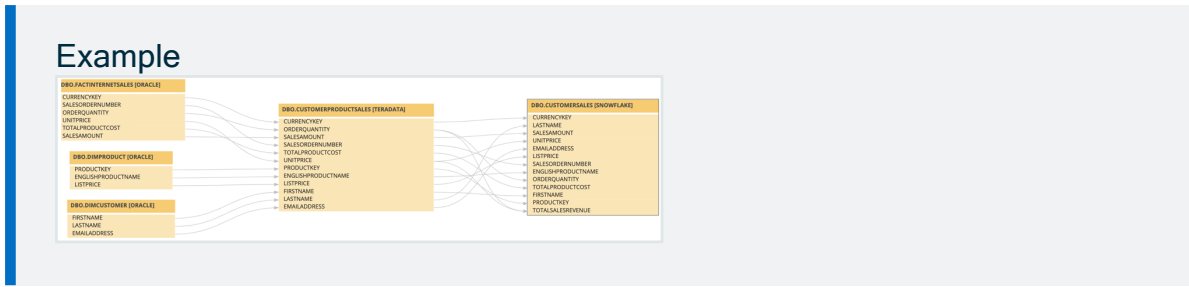 Example
DBO.FACTINTERNETSALES [ORACLE]
CURRENCYKEY
SALESORDERNUMBER
ORDERQUANTITY
UNITPRICE
TOTALPRODUCTCOST
SALESAMOUNT
DBO.DIMPRODUCT [ORACLE]
PRODUCTKEY
ENGLISHPRODUCTNAME
LISTPRICE
DBO.DIMCUSTOMER [ORACLE]
FIRSTNAME
LASTNAME
EMAILADDRESS
DBO.CUSTOMERPRODUCTSALES [TERADATA]
CURRENCYKEY
ORDERQUANTITY
SALESAMOUNT
SALESORDERNUMBER
TOTALPRODUCTCOST
UNITPRICE
PRODUCTKEY
ENGLISHPRODUCTNAME
LISTPRICE
FIRSTNAME
LASTNAME
EMAILADDRESS
DBO.CUSTOMERSALES [SNOWFLAKE]
CURRENCYKEY
LASTNAME
SALESAMOUNT
UNITPRICE
EMAILADDRESS
LISTPRICE
SALESORDERNUMBER
ENGLISHPRODUCTNAME
ORDERQUANTITY
TOTALPRODUCTCOST
FIRSTNAME
PRODUCTKEY
TOTALSALESREVENUE